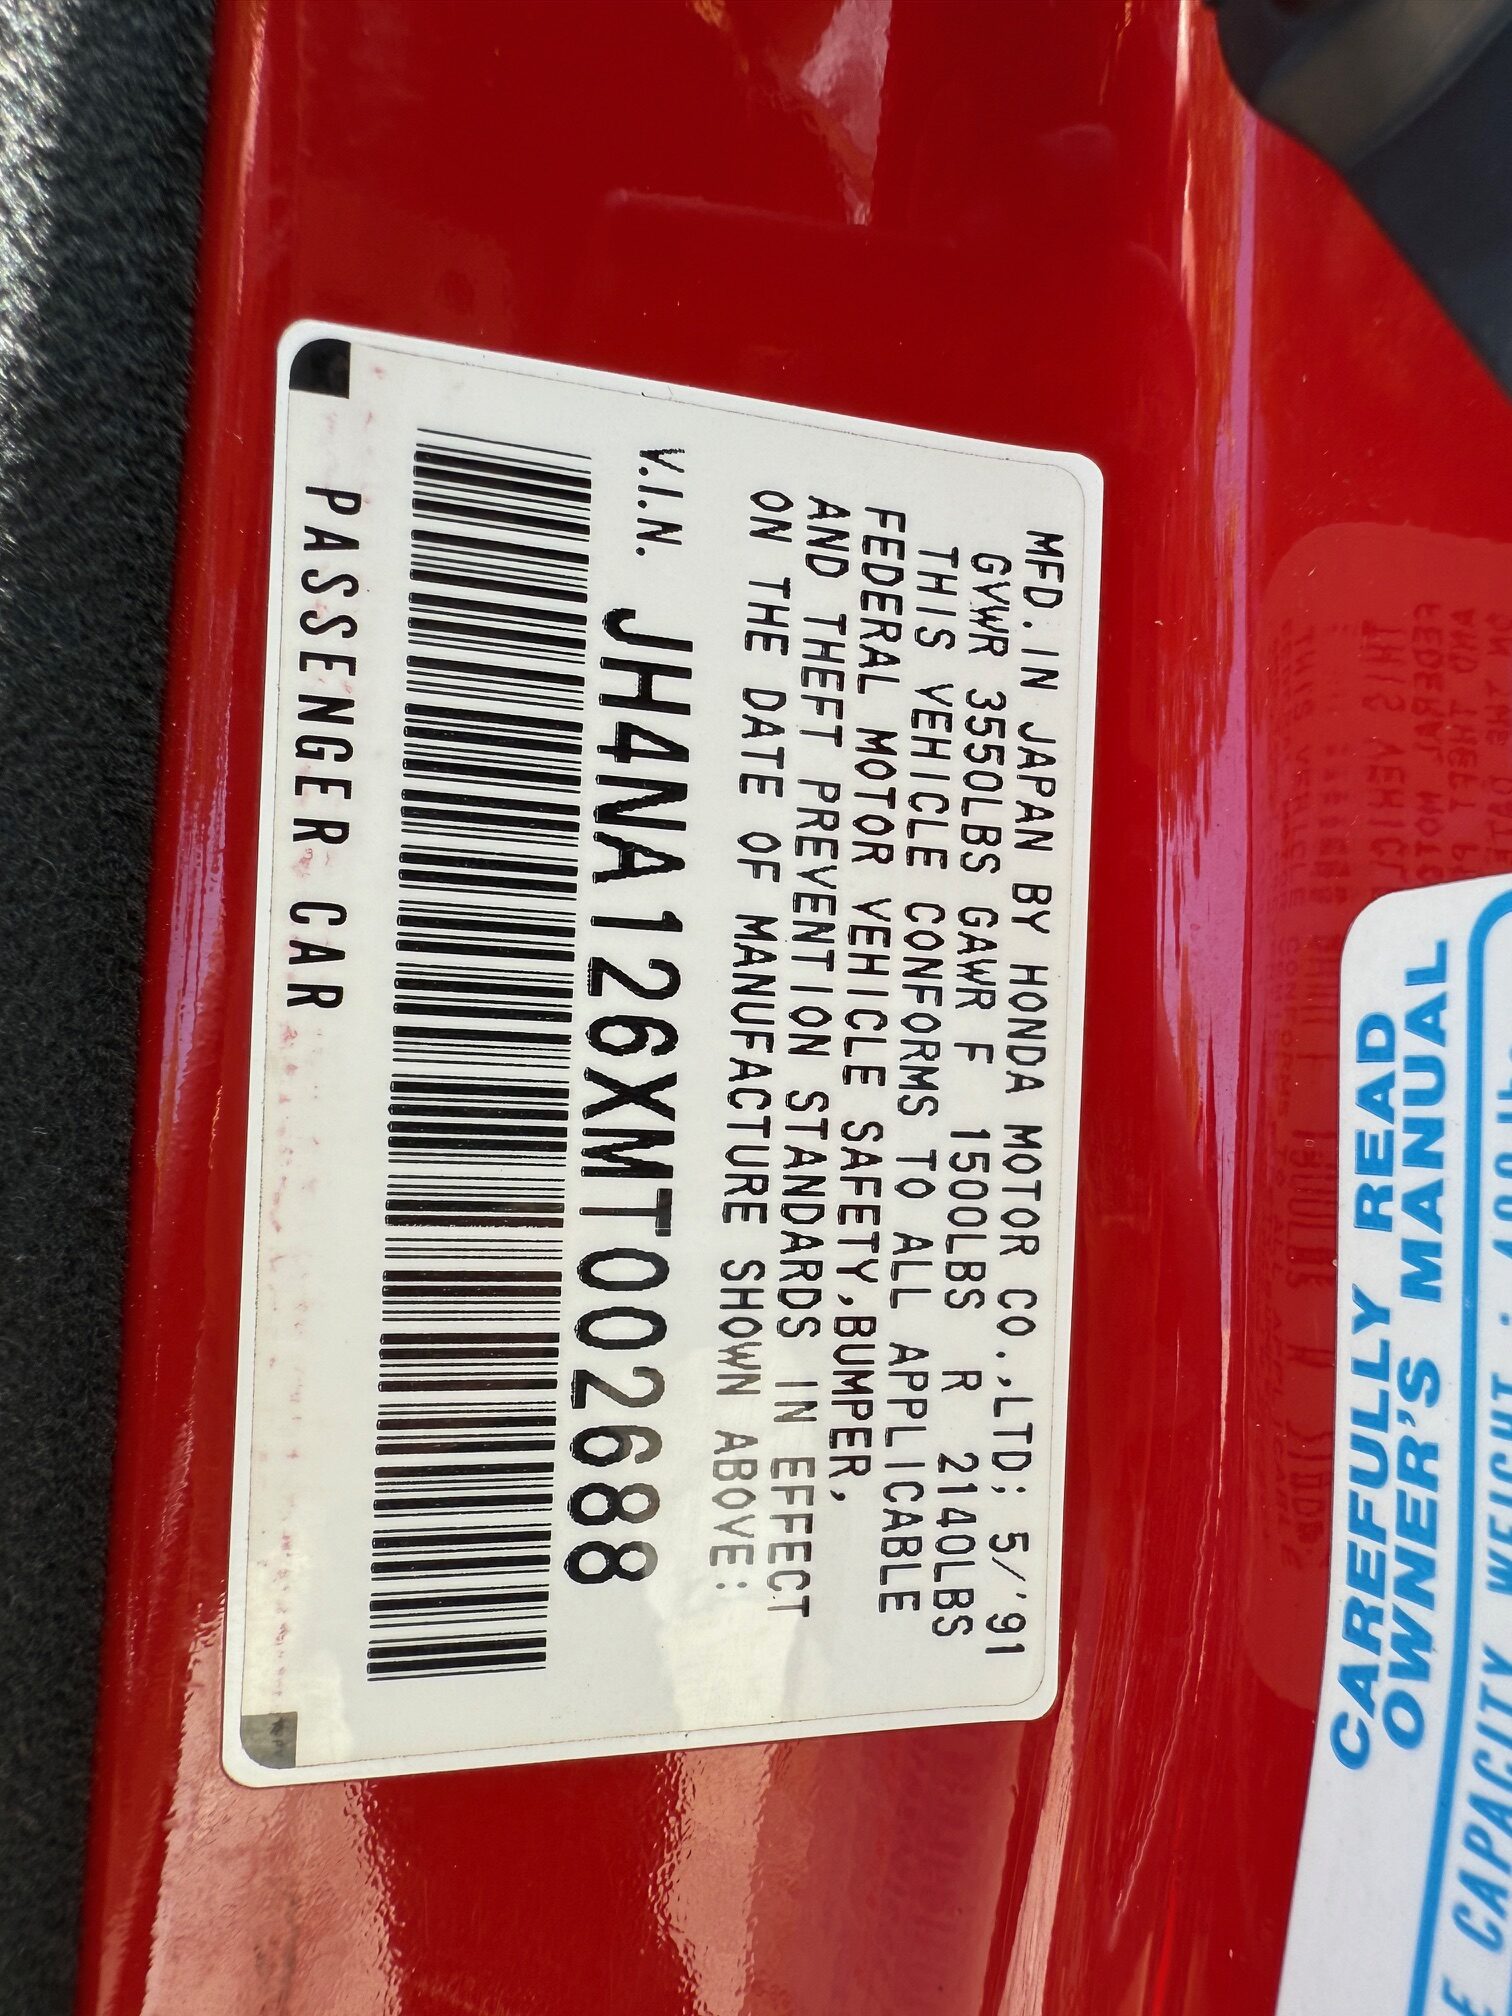 MFD. IN JAPAN BY HONDA MOTOR CO.,LTD; 5/'91
GVWR 3550LBS GAWR F 1500LBS R 2140LBS
THIS VEHICLE CONFORMS TO ALL APPLICABLE
FEDERAL MOTOR VEHICLE SAFETY,BUMPER,
AND THEFT PREVENTION STANDARDS IN EFFECT
ON THE DATE OF MANUFACTURE SHOWN ABOVE:
V.I.N. JH4NA126XMT002688
PASSENGER CAR
CAPACITY WEIGHT :
CAREFULLY READ
OWNER'S MANUAL